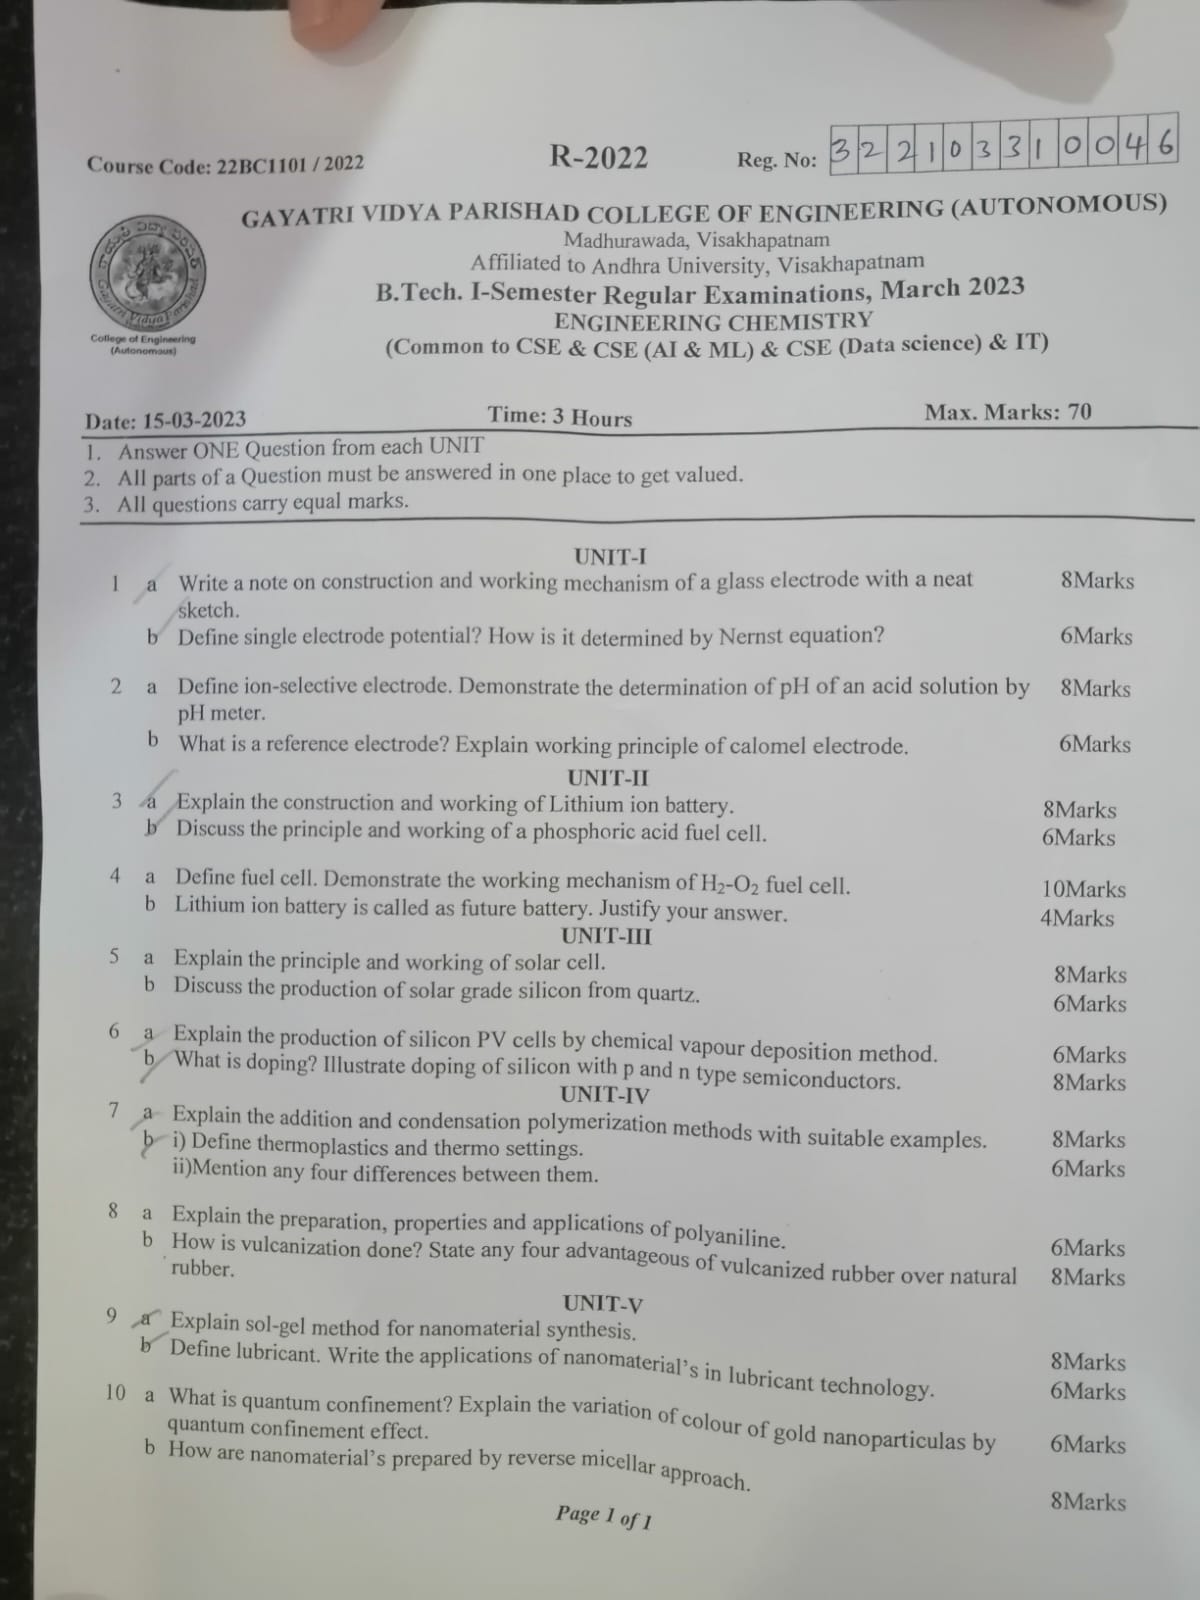 Course Code: 22BC1101 / 2022
R-2022
Reg. No: 322103310046
GAYATRI VIDYA PARISHAD COLLEGE OF ENGINEERING (AUTONOMOUS)
Madhurawada, Visakhapatnam
Affiliated to Andhra University, Visakhapatnam
B.Tech. I-Semester Regular Examinations, March 2023
ENGINEERING CHEMISTRY
(Common to CSE & CSE (AI & ML) & CSE (Data science) & IT)
College of Engineering
(Autonomous)
Date: 15-03-2023 Time: 3 Hours Max. Marks: 70
1. Answer ONE Question from each UNIT
2. All parts of a Question must be answered in one place to get valued.
3. All questions carry equal marks.
UNIT-I
1 a Write a note on construction and working mechanism of a glass electrode with a neat 8Marks
sketch.
b Define single electrode potential? How is it determined by Nernst equation? 6Marks
2 a Define ion-selective electrode. Demonstrate the determination of pH of an acid solution by 8Marks
pH meter.
b What is a reference electrode? Explain working principle of calomel electrode. 6Marks
UNIT-II
3 a Explain the construction and working of Lithium ion battery. 8Marks
b Discuss the principle and working of a phosphoric acid fuel cell. 6Marks
4 a Define fuel cell. Demonstrate the working mechanism of H₂-O₂ fuel cell. 10Marks
b Lithium ion battery is called as future battery. Justify your answer. 4Marks
UNIT-III
5 a Explain the principle and working of solar cell. 8Marks
b Discuss the production of solar grade silicon from quartz. 6Marks
6 a Explain the production of silicon PV cells by chemical vapour deposition method. 6Marks
b What is doping? Illustrate doping of silicon with p and n type semiconductors. 8Marks
UNIT-IV
7 a Explain the addition and condensation polymerization methods with suitable examples. 8Marks
b i) Define thermoplastics and thermo settings. 6Marks
ii)Mention any four differences between them.
8 a Explain the preparation, properties and applications of polyaniline. 6Marks
b How is vulcanization done? State any four advantageous of vulcanized rubber over natural 8Marks
rubber.
UNIT-V
9 a Explain sol-gel method for nanomaterial synthesis. 8Marks
b Define lubricant. Write the applications of nanomaterial's in lubricant technology. 6Marks
10 a What is quantum confinement? Explain the variation of colour of gold nanoparticulas by 6Marks
quantum confinement effect.
b How are nanomaterial's prepared by reverse micellar approach. 8Marks
Page 1 of 1